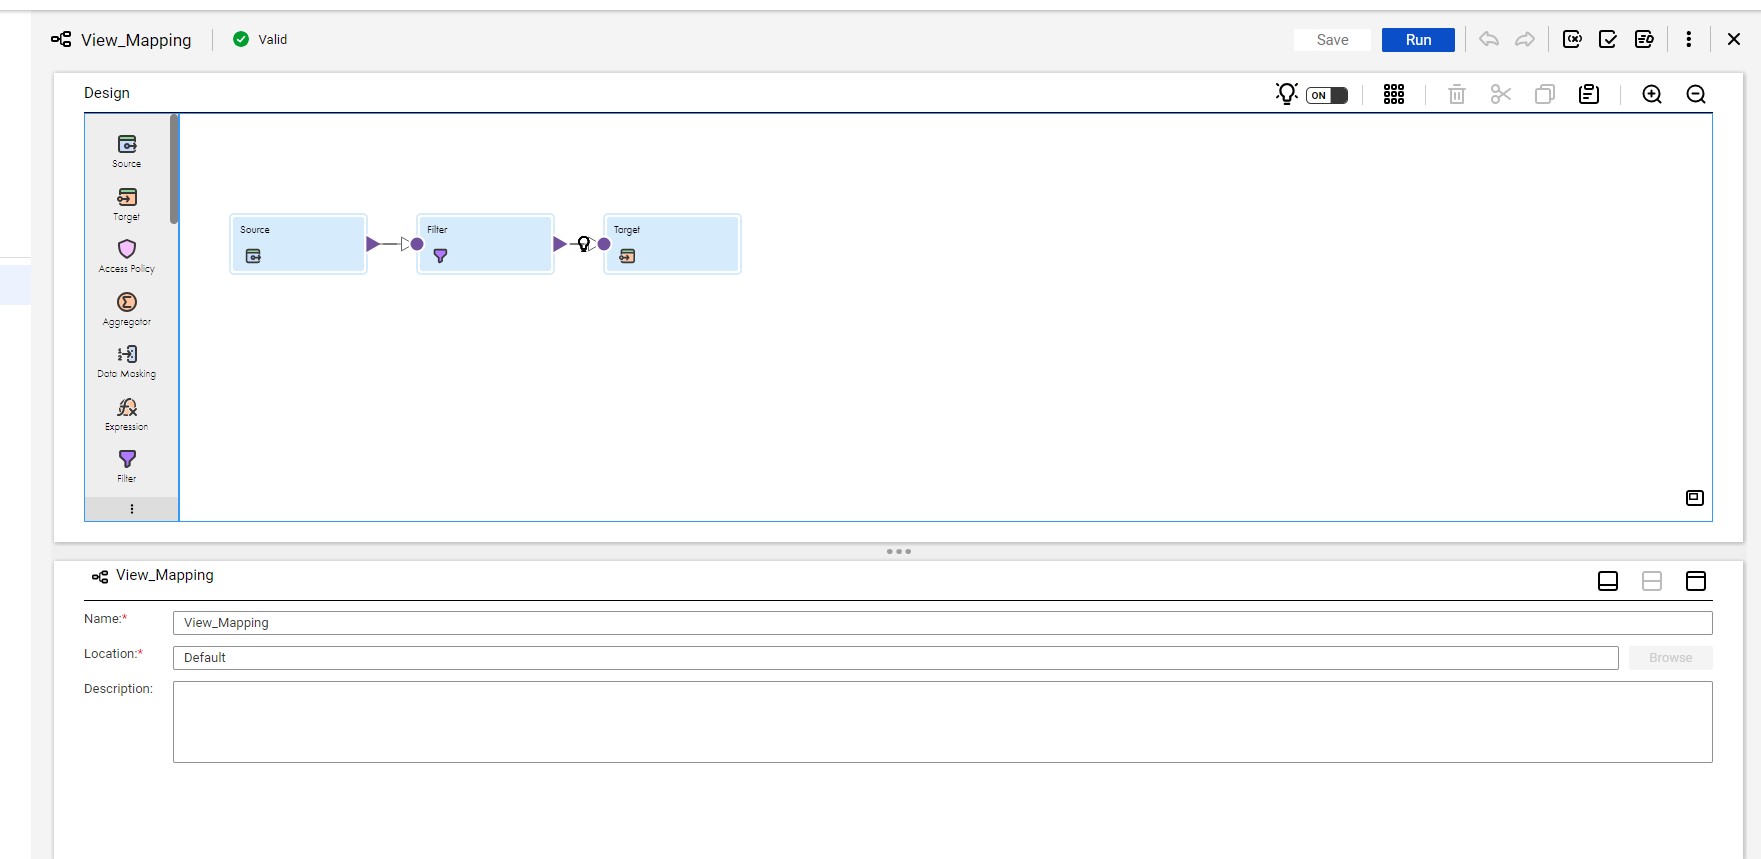 View_Mapping
Valid
Save
Run
Design
ON
Source
Target
Access Policy
Aggregator
Data Masking
Expression
Filter
Source
Filter
Target
View_Mapping
Name:*
View_Mapping
Location:*
Default
Browse
Description: